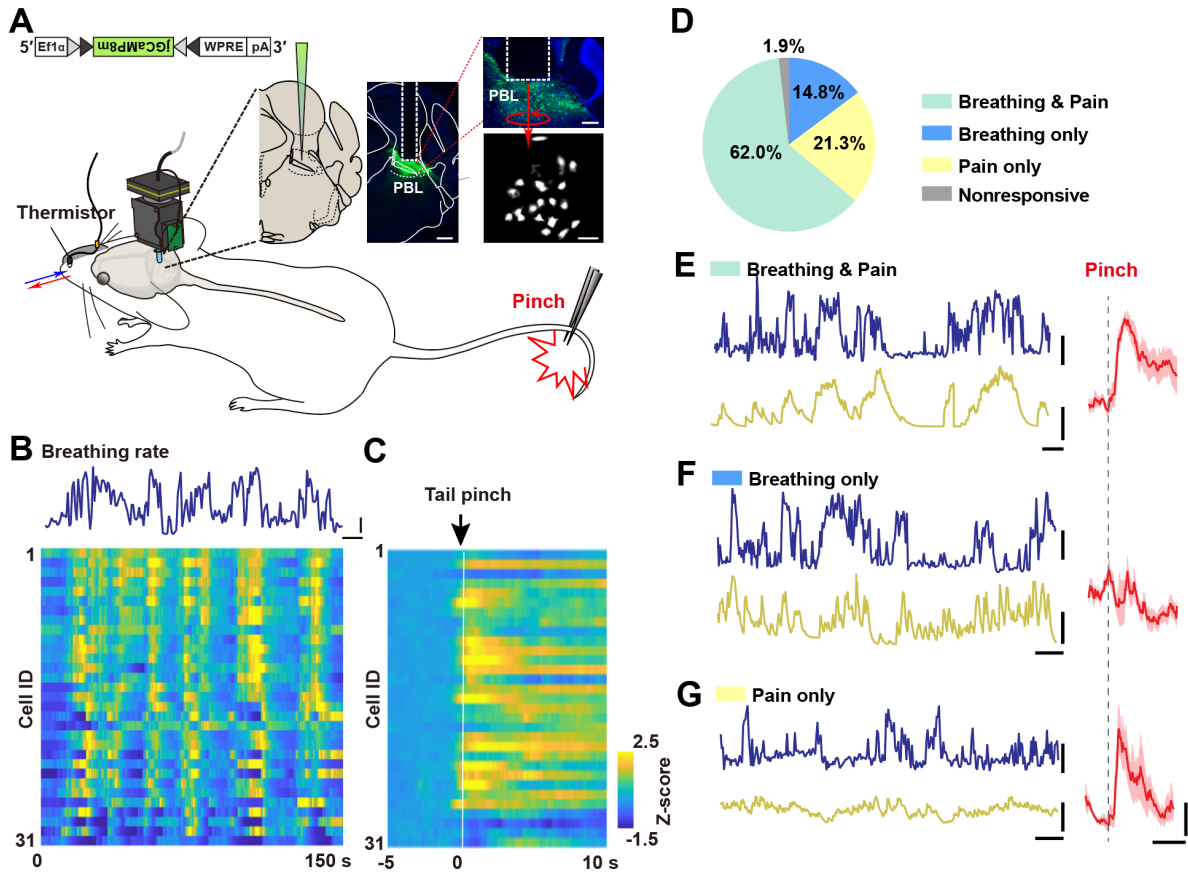 A
5′ Ef1α jGCaMP8m WPRE pA 3′
PBL
PBL
Thermistor
Pinch
B Breathing rate
1
Cell ID
31
0 150 s
C
Tail pinch
1
Cell ID
31
-5 0 10 s
2.5
Z-score
-1.5
D
1.9%
14.8%
21.3%
62.0%
Breathing & Pain
Breathing only
Pain only
Nonresponsive
E Breathing & Pain
Pinch
F Breathing only
G Pain only